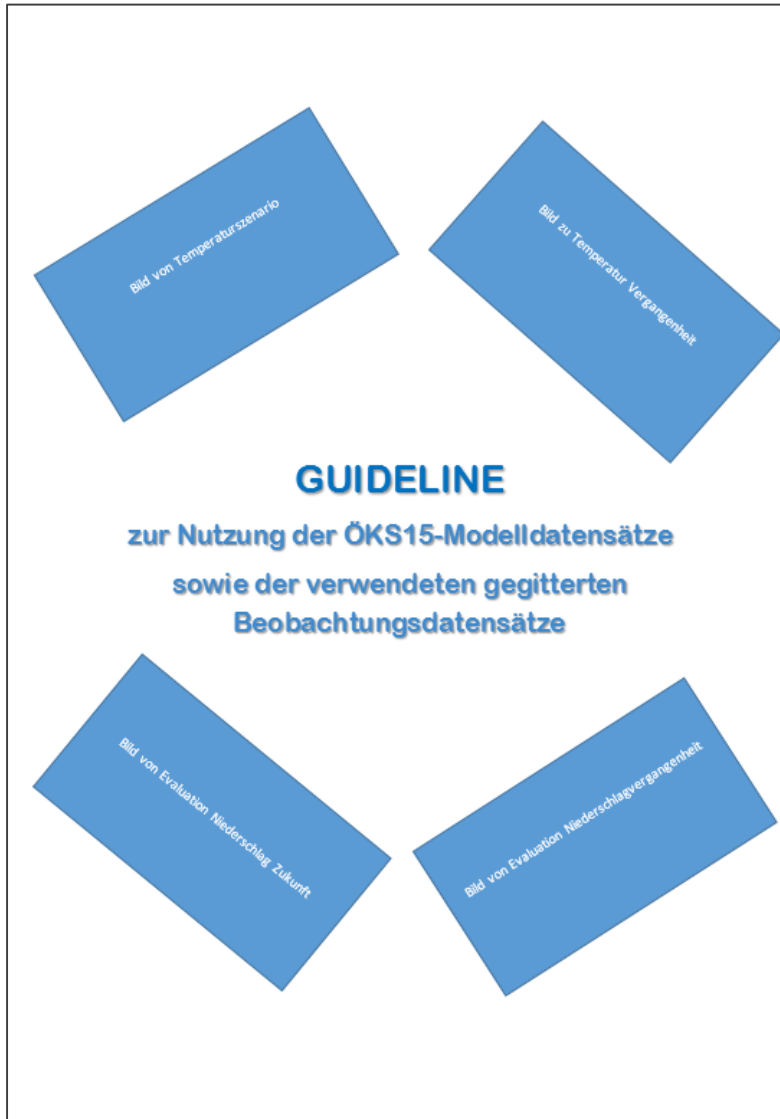 Bild von Temperaturszenario
Bild zu Temperatur Vergangenheit
GUIDELINE
zur Nutzung der ÖKS15-Modelldatensätze
sowie der verwendeten gegitterten
Beobachtungsdatensätze
Bild von Evaluation Niederschlag Zukunft
Bild von Evaluation Niederschlagvergangenheit